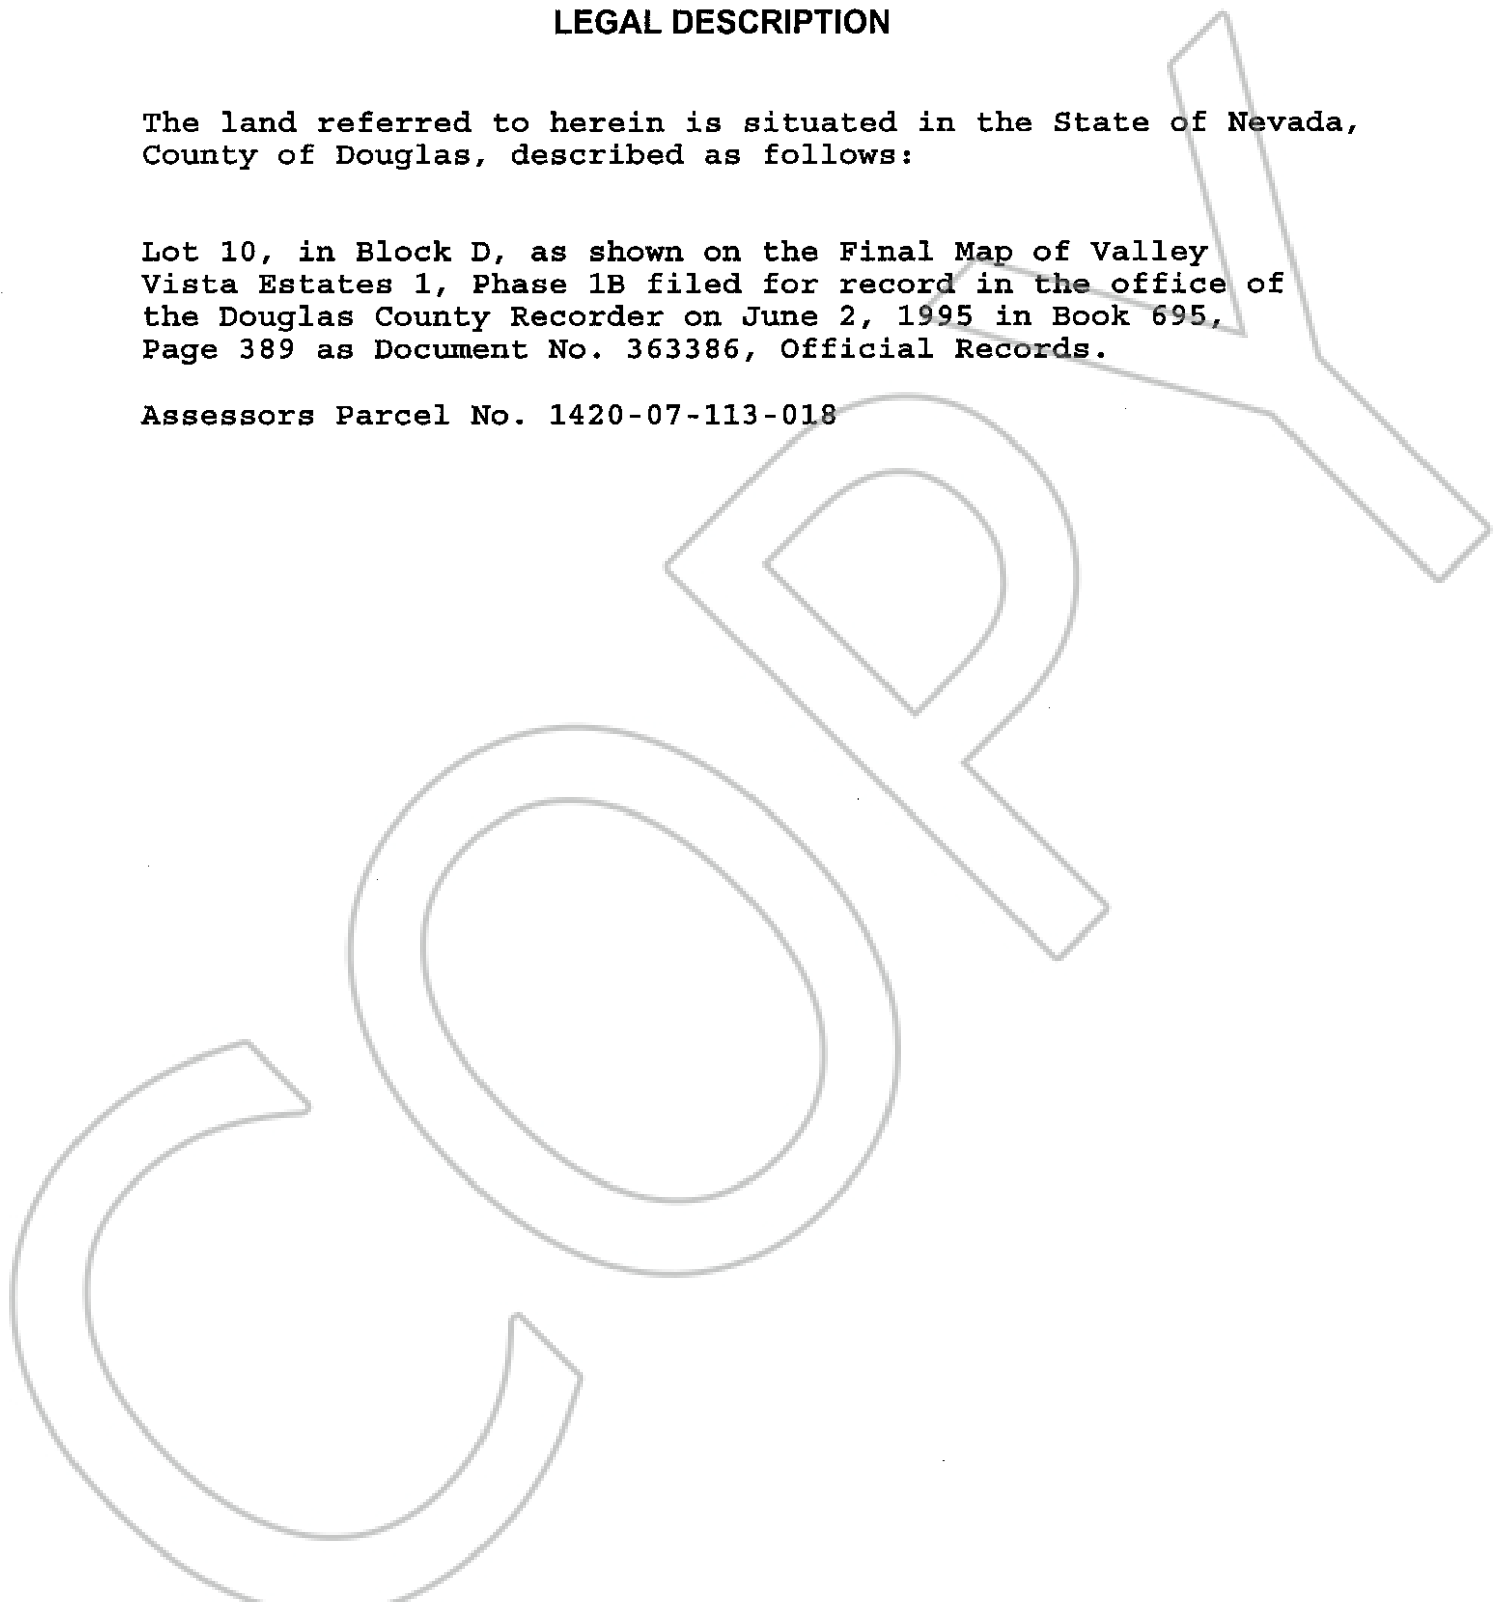 LEGAL DESCRIPTION
The land referred to herein is situated in the State of Nevada,
County of Douglas, described as follows:
Lot 10, in Block D, as shown on the Final Map of Valley
Vista Estates 1, Phase 1B filed for record in the office of
the Douglas County Recorder on June 2, 1995 in Book 695,
Page 389 as Document No. 363386, Official Records.
Assessors Parcel No. 1420-07-113-018
COPY